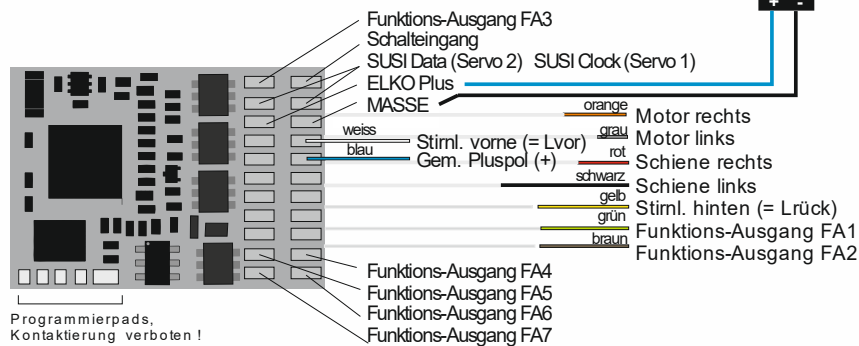 + -
Funktions-Ausgang FA3
Schalteingang
SUSI Data (Servo 2) SUSI Clock (Servo 1)
ELKO Plus
MASSE
orange
Motor rechts
weiss
grau
Stirnl. vorne (= Lvor)
Motor links
blau
rot
Gem. Pluspol (+)
Schiene rechts
schwarz
Schiene links
gelb
Stirnl. hinten (= Lrück)
grün
Funktions-Ausgang FA1
braun
Funktions-Ausgang FA2
Funktions-Ausgang FA4
Funktions-Ausgang FA5
Funktions-Ausgang FA6
Funktions-Ausgang FA7
Programmierpads,
Kontaktierung verboten !